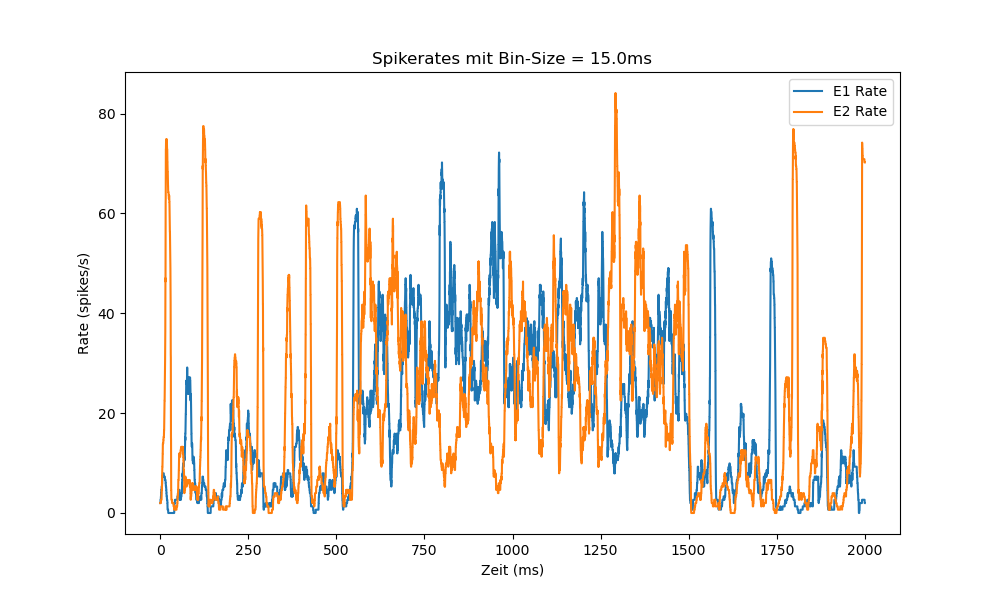 Spikerates mit Bin-Size = 15.0ms
E1 Rate
E2 Rate
Rate (spikes/s)
80
60
40
20
0
0 250 500 750 1000 1250 1500 1750 2000
Zeit (ms)